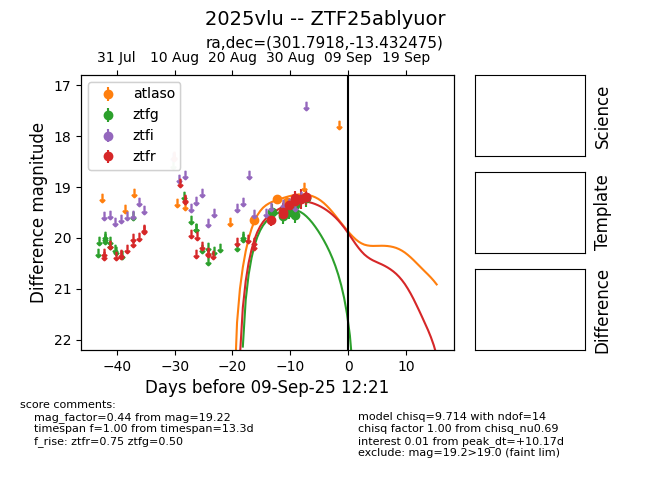 2025vlu -- ZTF25ablyuor
ra,dec=(301.7918,-13.432475)
31 Jul 10 Aug 20 Aug 30 Aug 09 Sep 19 Sep
17
18
19
20
21
22
Difference magnitude
atlaso
ztfg
ztfi
ztfr
−40 −30 −20 −10 0 10
Days before 09-Sep-25 12:21
Science
Template
Difference
score comments:
mag_factor=0.44 from mag=19.22
timespan f=1.00 from timespan=13.3d
f_rise: ztfr=0.75 ztfg=0.50
model chisq=9.714 with ndof=14
chisq factor 1.00 from chisq_nu0.69
interest 0.01 from peak_dt=+10.17d
exclude: mag=19.2>19.0 (faint lim)